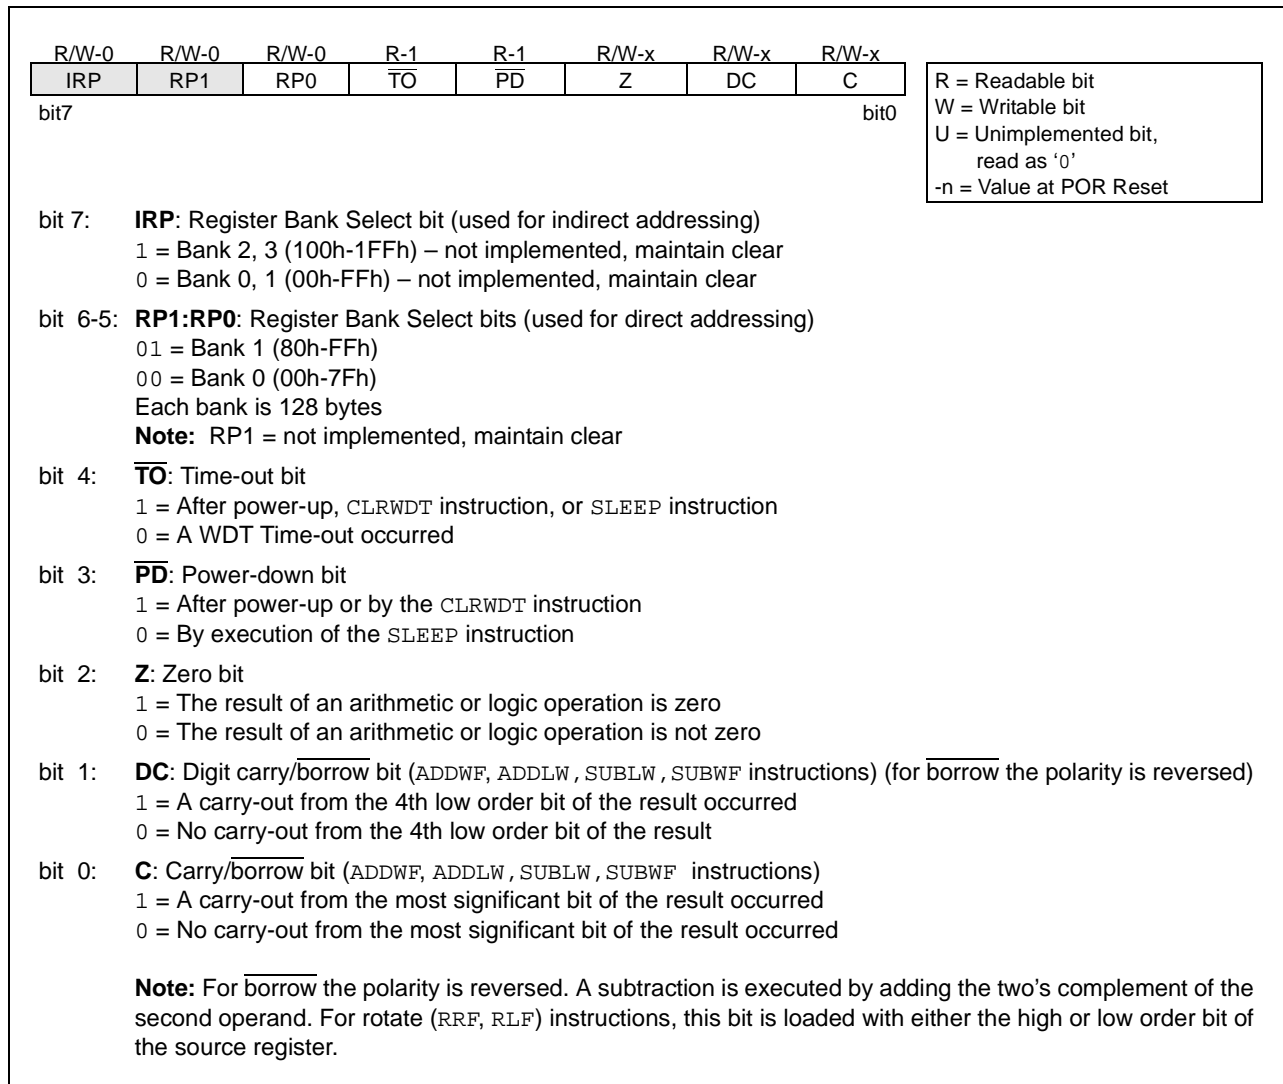 R/W-0 R/W-0 R/W-0 R-1 R-1 R/W-x R/W-x R/W-x
IRP RP1 RP0 T̅O̅ P̅D̅ Z DC C
bit7 bit0
R = Readable bit
W = Writable bit
U = Unimplemented bit,
read as ‘0’
-n = Value at POR Reset
bit 7: IRP: Register Bank Select bit (used for indirect addressing)
1 = Bank 2, 3 (100h-1FFh) – not implemented, maintain clear
0 = Bank 0, 1 (00h-FFh) – not implemented, maintain clear
bit 6-5: RP1:RP0: Register Bank Select bits (used for direct addressing)
01 = Bank 1 (80h-FFh)
00 = Bank 0 (00h-7Fh)
Each bank is 128 bytes
Note: RP1 = not implemented, maintain clear
bit 4: T̅O̅: Time-out bit
1 = After power-up, CLRWDT instruction, or SLEEP instruction
0 = A WDT Time-out occurred
bit 3: P̅D̅: Power-down bit
1 = After power-up or by the CLRWDT instruction
0 = By execution of the SLEEP instruction
bit 2: Z: Zero bit
1 = The result of an arithmetic or logic operation is zero
0 = The result of an arithmetic or logic operation is not zero
bit 1: DC: Digit carry/b̅o̅r̅r̅o̅w̅ bit (ADDWF, ADDLW,SUBLW,SUBWF instructions) (for b̅o̅r̅r̅o̅w̅ the polarity is reversed)
1 = A carry-out from the 4th low order bit of the result occurred
0 = No carry-out from the 4th low order bit of the result
bit 0: C: Carry/b̅o̅r̅r̅o̅w̅ bit (ADDWF, ADDLW,SUBLW,SUBWF instructions)
1 = A carry-out from the most significant bit of the result occurred
0 = No carry-out from the most significant bit of the result occurred
Note: For b̅o̅r̅r̅o̅w̅ the polarity is reversed. A subtraction is executed by adding the two’s complement of the
second operand. For rotate (RRF, RLF) instructions, this bit is loaded with either the high or low order bit of
the source register.